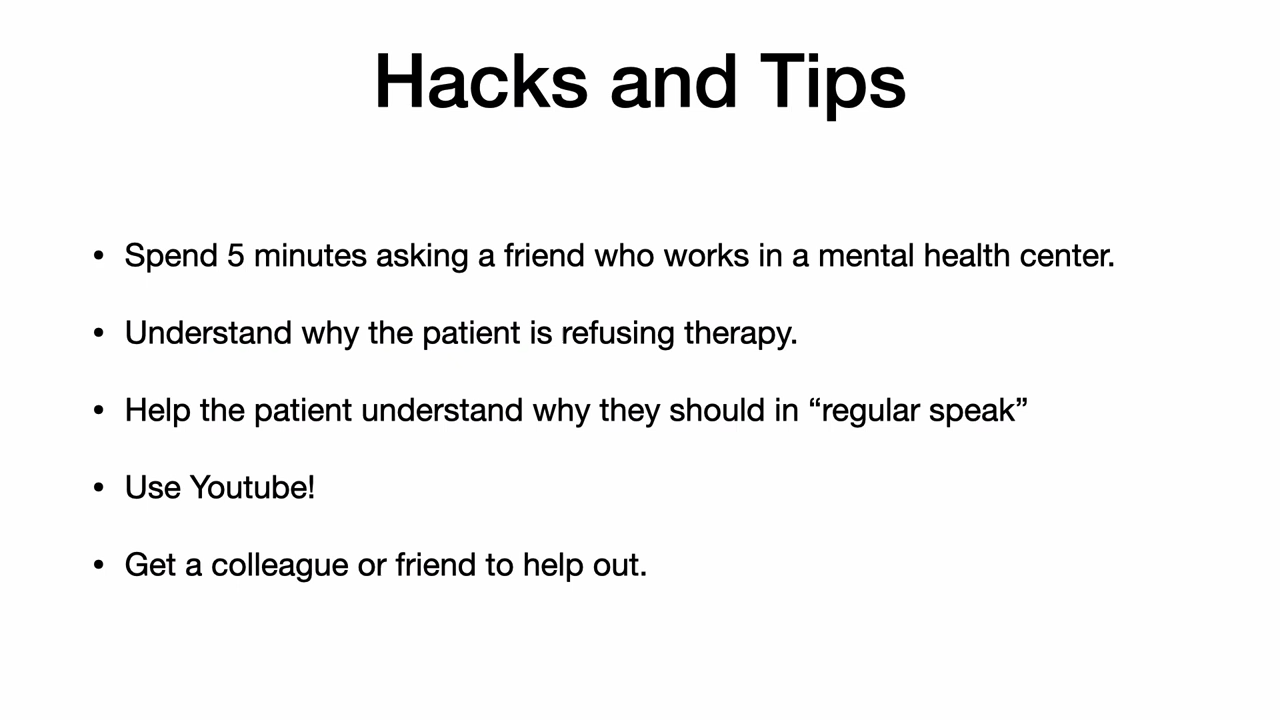 Hacks and Tips
• Spend 5 minutes asking a friend who works in a mental health center.
• Understand why the patient is refusing therapy.
• Help the patient understand why they should in “regular speak”
• Use Youtube!
• Get a colleague or friend to help out.